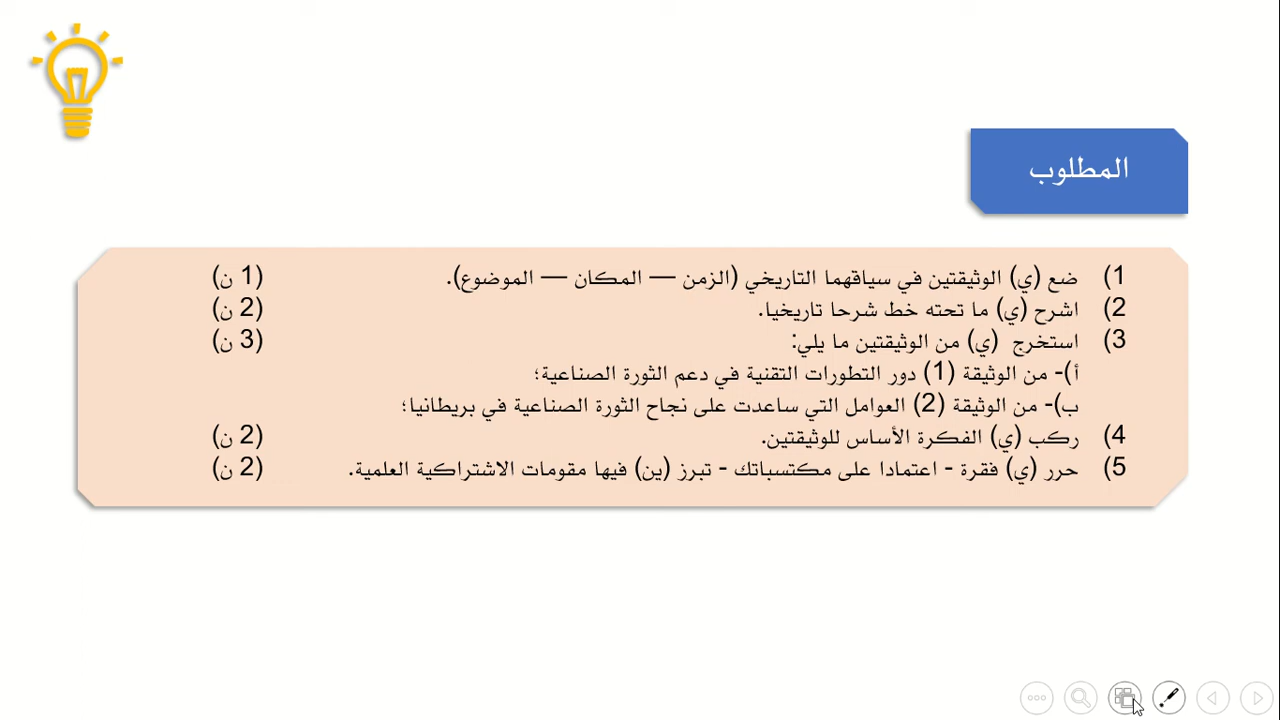 المطلوب
1) ضع (ي) الوثيقتين في سياقهما التاريخي (الزمن — المكان — الموضوع). (1 ن)
2) اشرح (ي) ما تحته خط شرحا تاريخيا. (2 ن)
3) استخرج (ي) من الوثيقتين ما يلي: (3 ن)
أ)- من الوثيقة (1) دور التطورات التقنية في دعم الثورة الصناعية؛
ب)- من الوثيقة (2) العوامل التي ساعدت على نجاح الثورة الصناعية في بريطانيا؛
4) ركب (ي) الفكرة الأساس للوثيقتين. (2 ن)
5) حرر (ي) فقرة - اعتمادا على مكتسباتك - تبرز (ين) فيها مقومات الاشتراكية العلمية. (2 ن)